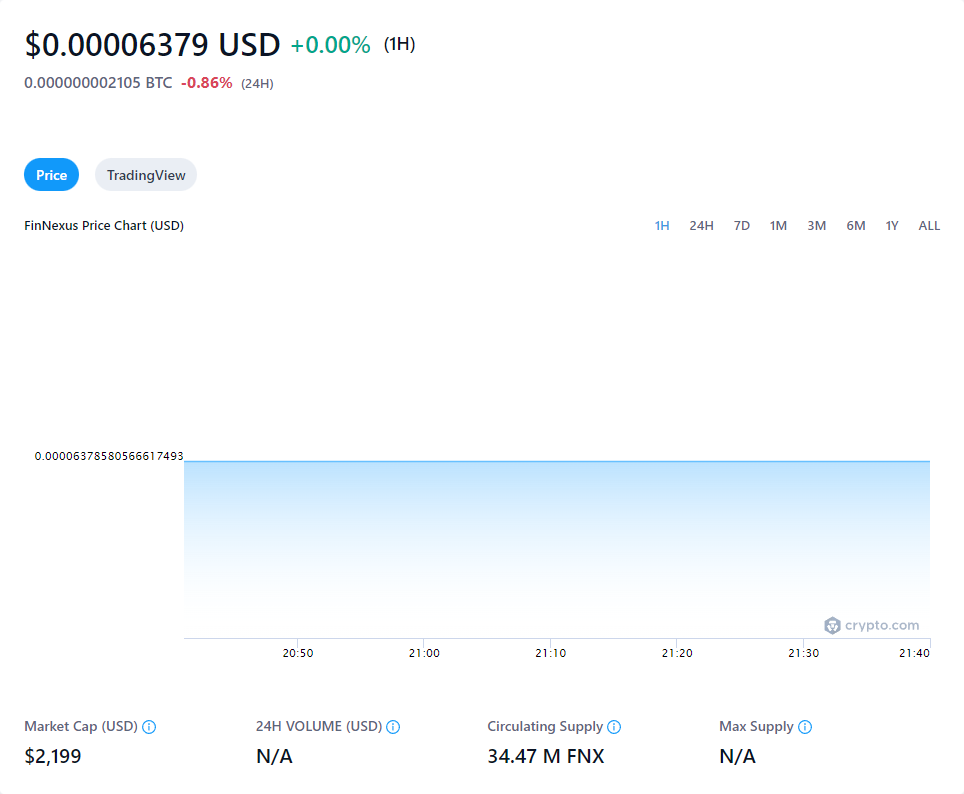 $0.00006379 USD +0.00% (1H)
0.000000002105 BTC -0.86% (24H)
Price TradingView
FinNexus Price Chart (USD) 1H 24H 7D 1M 3M 6M 1Y ALL
0.00006378580566617493
crypto.com
20:50 21:00 21:10 21:20 21:30 21:40
Market Cap (USD) 24H VOLUME (USD) Circulating Supply Max Supply
$2,199 N/A 34.47 M FNX N/A